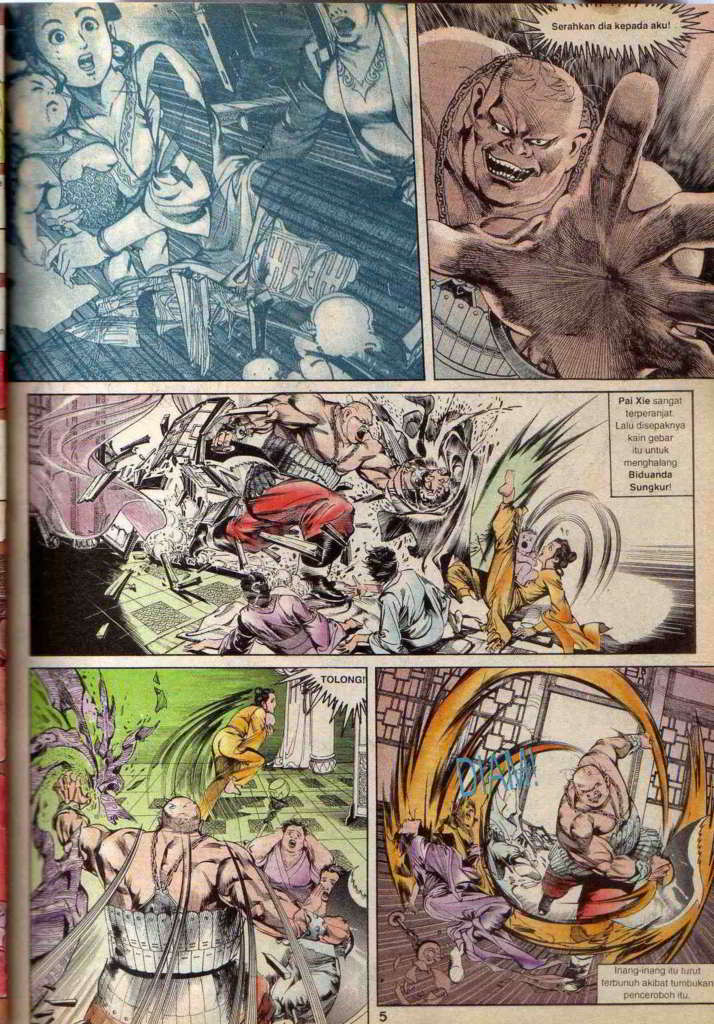 Serahkan dia kepada aku!
Pai Xie sangat
terperanjat.
Lalu disepaknya
kain gebar
itu untuk
menghalang
Biduanda
Sungkur!
TOLONG!
DIAM!
Inang-inang itu turut
terbunuh akibat tumbukan
penceroboh itu.
5